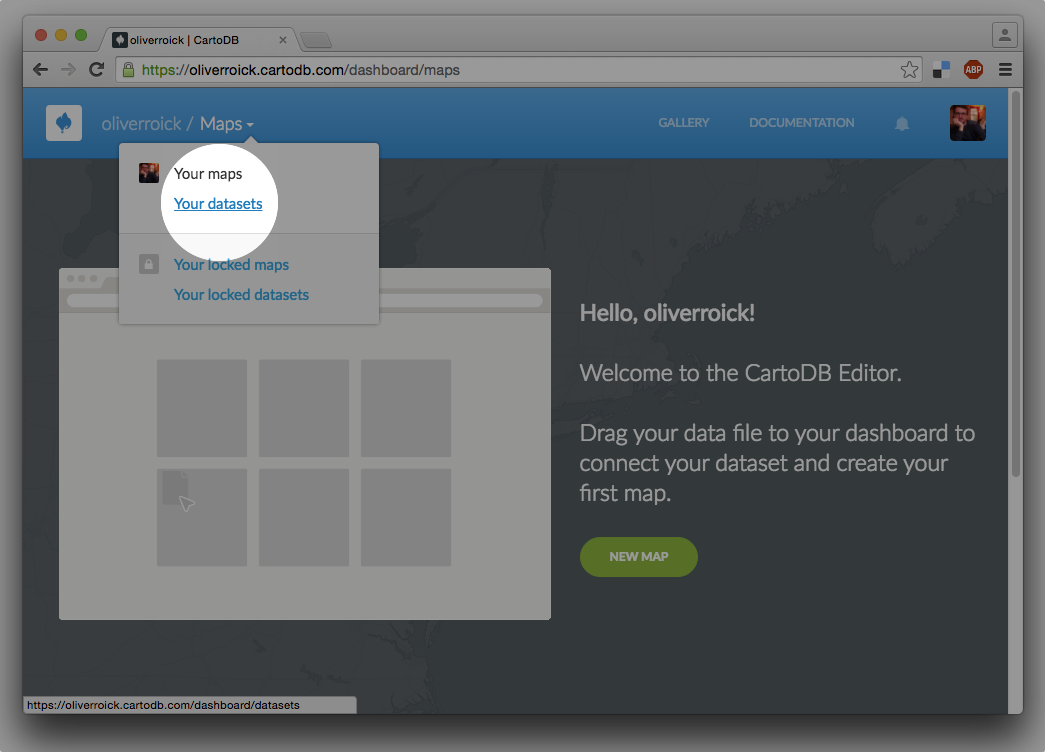 oliverroick | CartoDB
https://oliverroick.cartodb.com/dashboard/maps
ABP
oliverroick / Maps
GALLERY
DOCUMENTATION
Your maps
Your datasets
Your locked maps
Your locked datasets
Hello, oliverroick!
Welcome to the CartoDB Editor.
Drag your data file to your dashboard to
connect your dataset and create your
first map.
NEW MAP
https://oliverroick.cartodb.com/dashboard/datasets